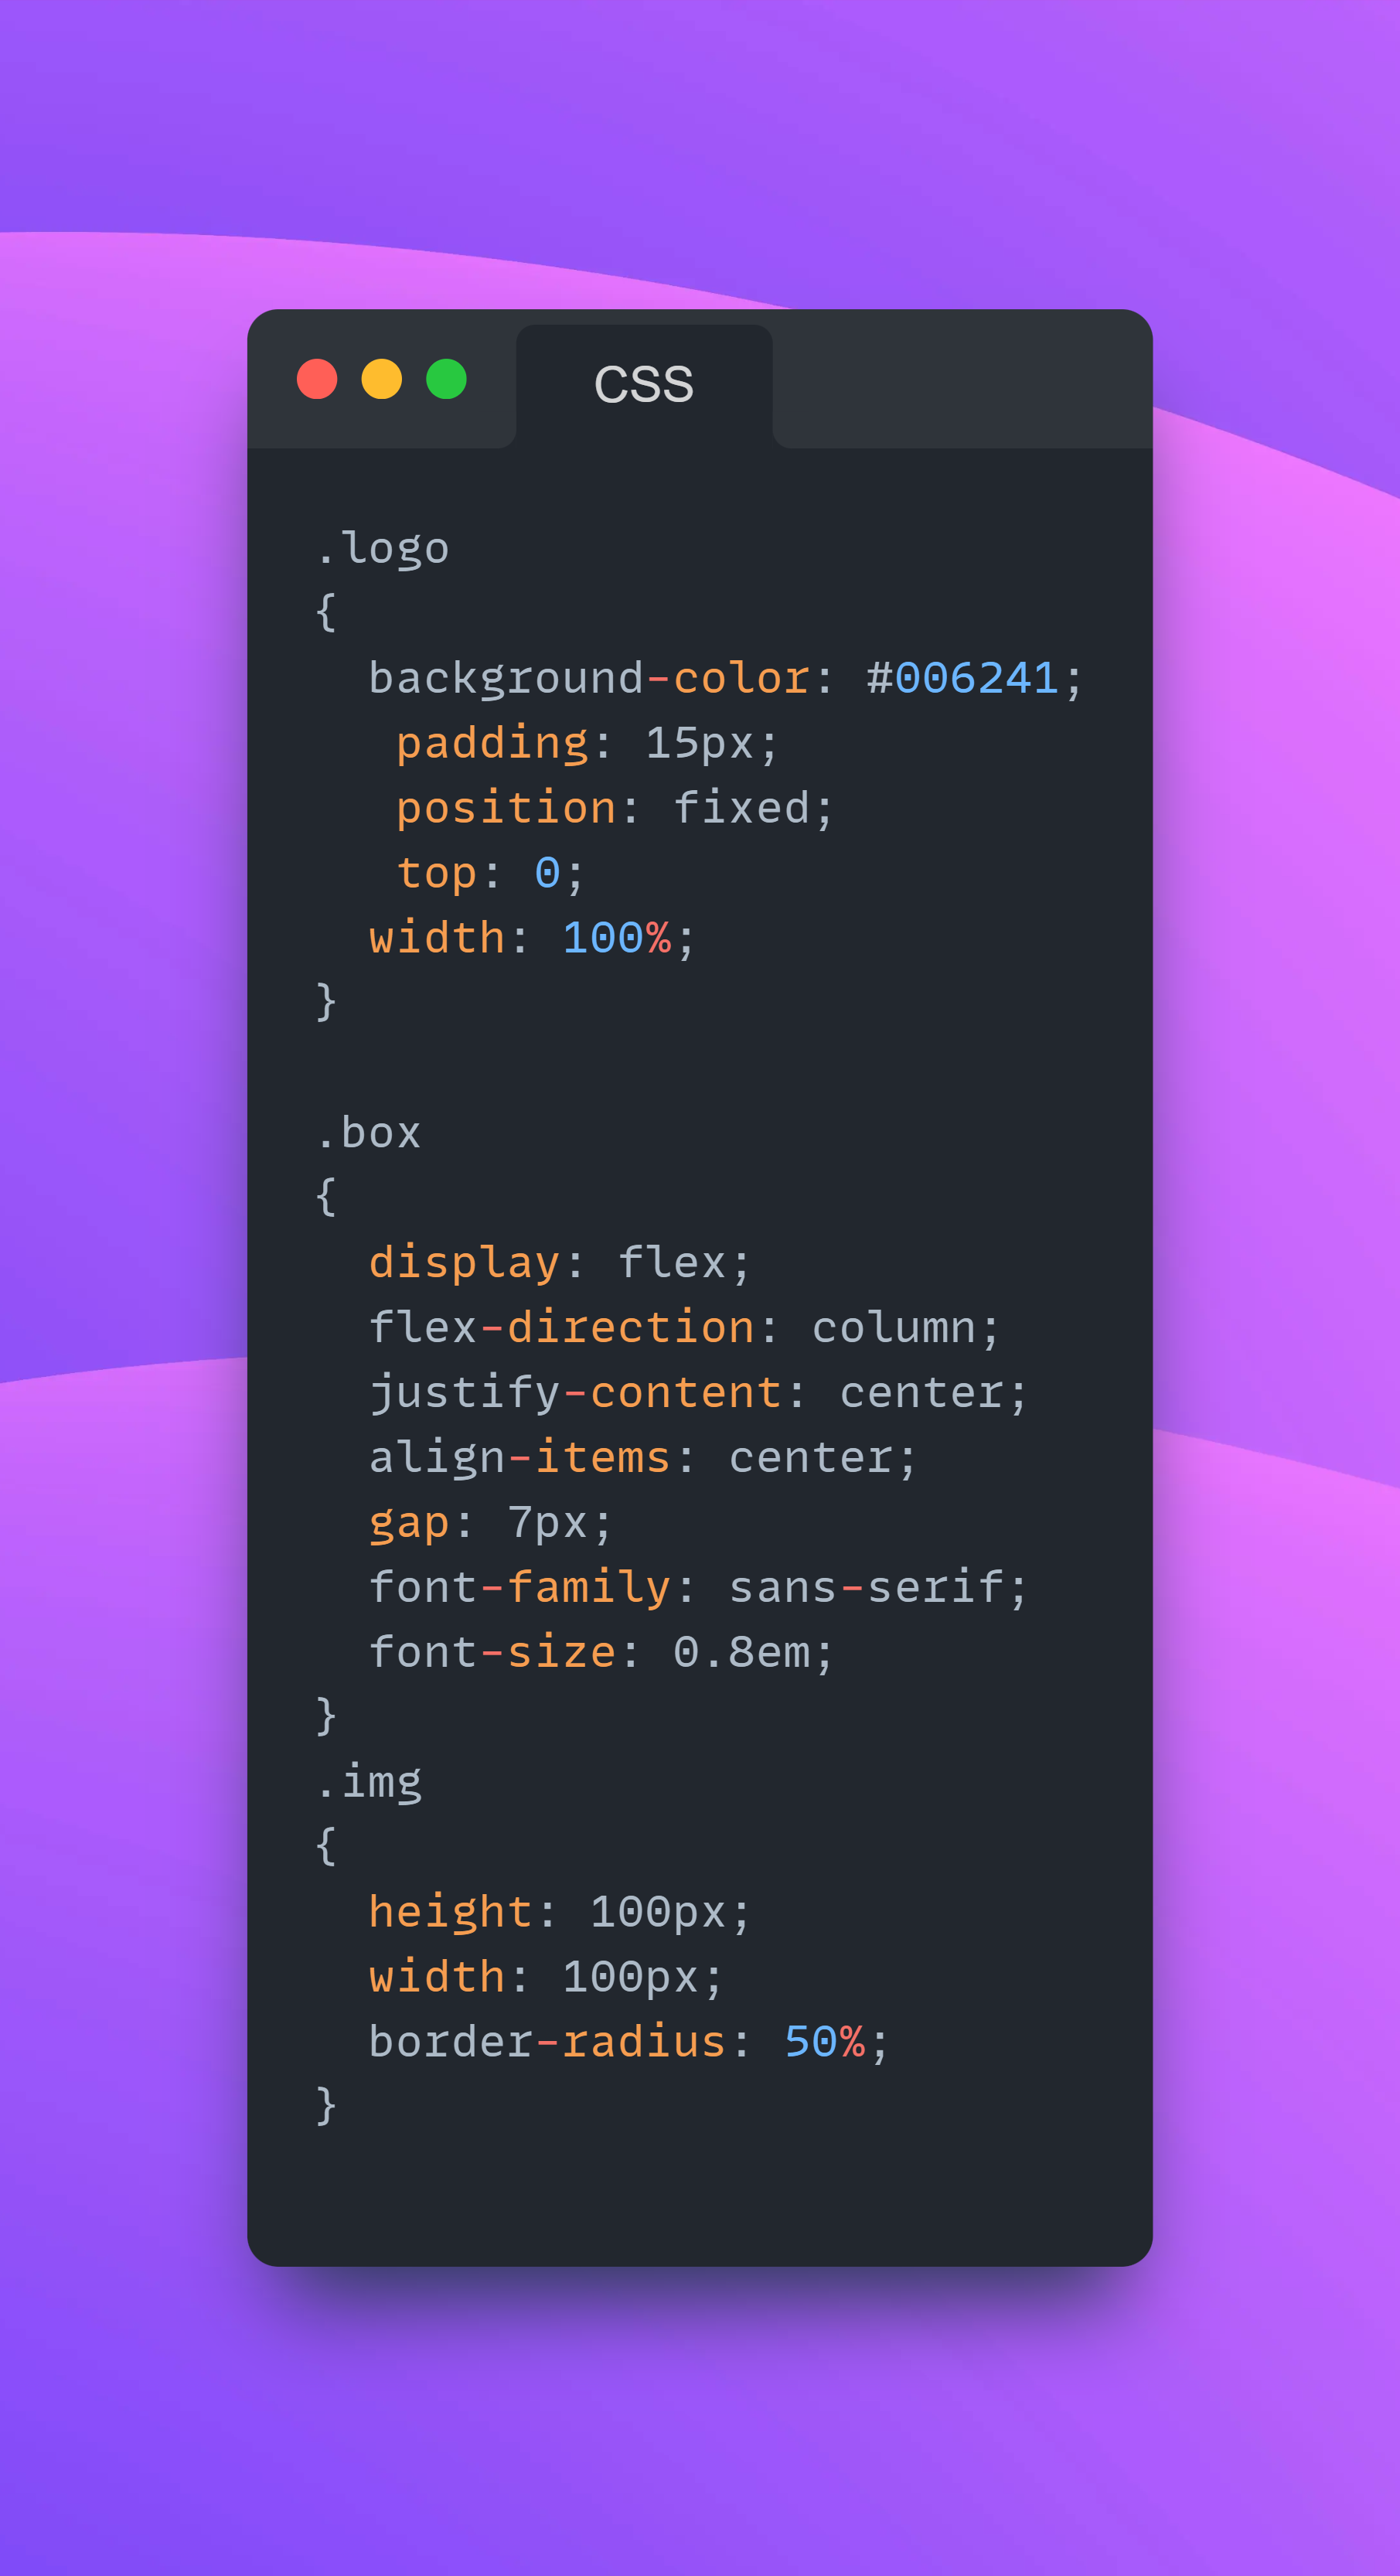 CSS
.logo
{
  background-color: #006241;
   padding: 15px;
   position: fixed;
   top: 0;
  width: 100%;
}

.box
{
  display: flex;
  flex-direction: column;
  justify-content: center;
  align-items: center;
  gap: 7px;
  font-family: sans-serif;
  font-size: 0.8em;
}
.img
{
  height: 100px;
  width: 100px;
  border-radius: 50%;
}